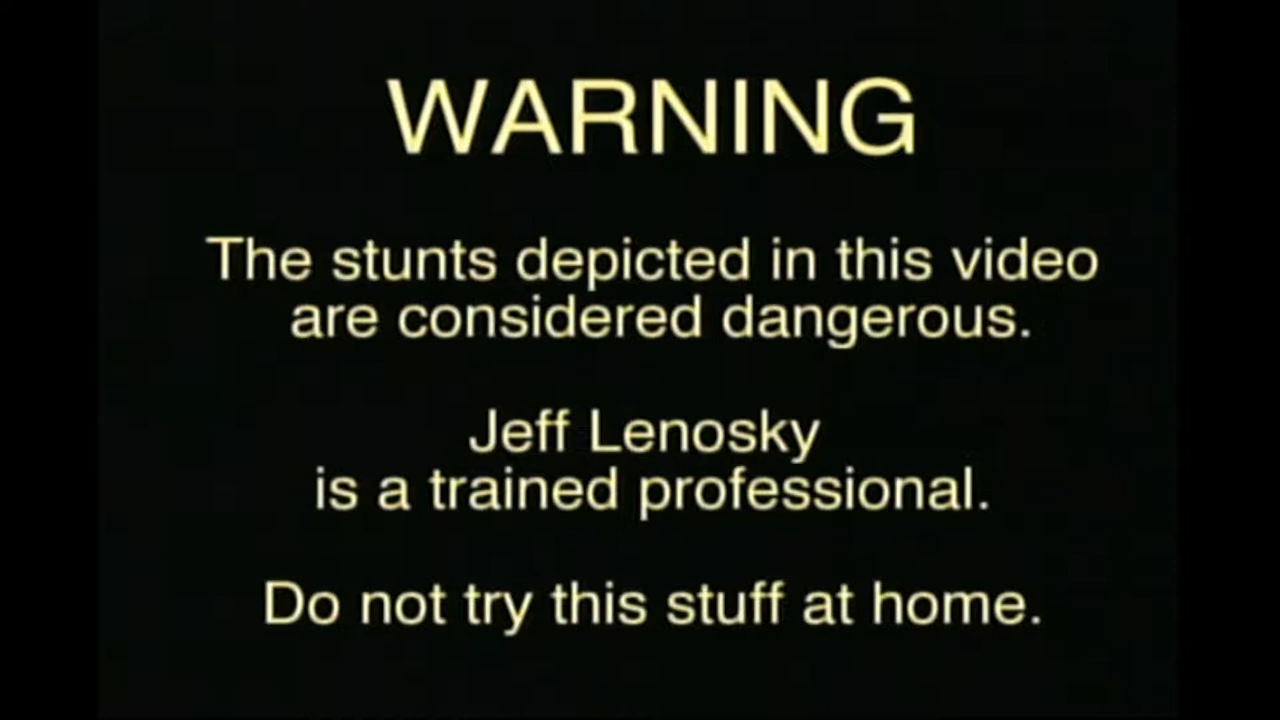 WARNING
The stunts depicted in this video
are considered dangerous.
Jeff Lenosky
is a trained professional.
Do not try this stuff at home.